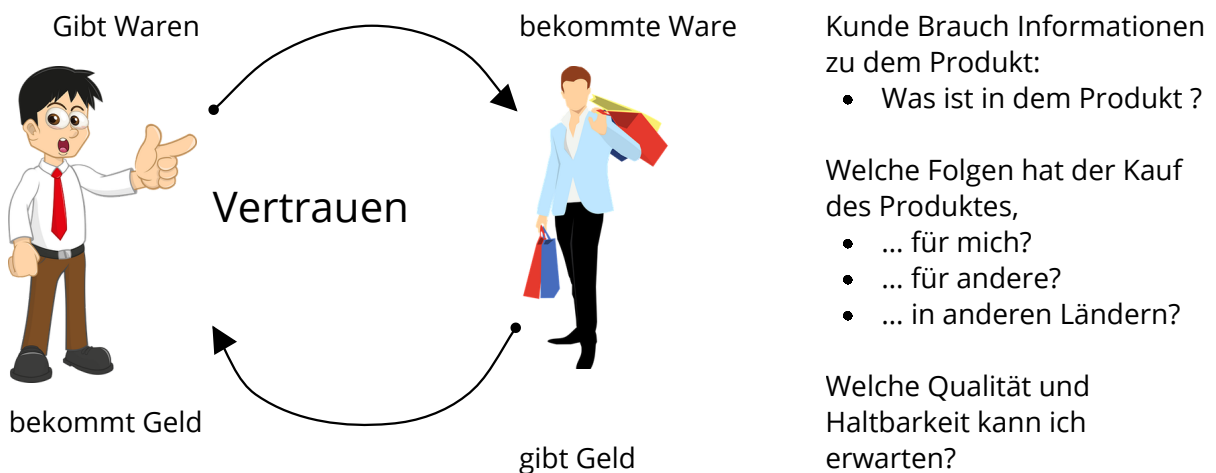 Gibt Waren
bekommte Ware
Vertrauen
bekommt Geld
gibt Geld
Kunde Brauch Informationen
zu dem Produkt:
• Was ist in dem Produkt ?
Welche Folgen hat der Kauf
des Produktes,
• ... für mich?
• ... für andere?
• ... in anderen Ländern?
Welche Qualität und
Haltbarkeit kann ich
erwarten?